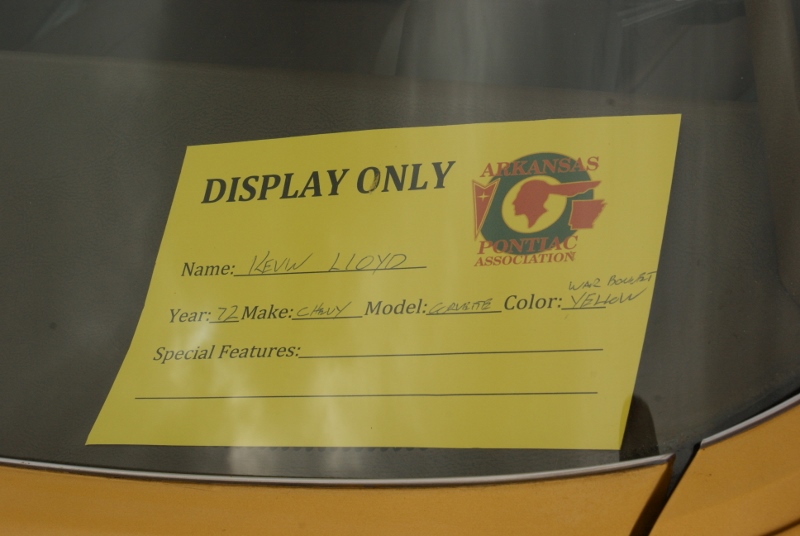 DISPLAY ONLY
ARKANSAS
PONTIAC
ASSOCIATION
Name: KEVIN LLOYD
WAR BONNET
Year: 72 Make: CHEVY Model: Color: YELLOW
Special Features: